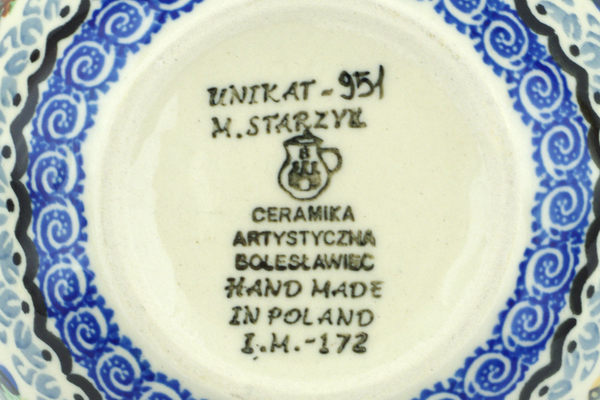 UNIKAT - 951
M. STARZYK
CERAMIKA
ARTYSTYCZNA
BOLESŁAWIEC
HAND MADE
IN POLAND
I.M.-172